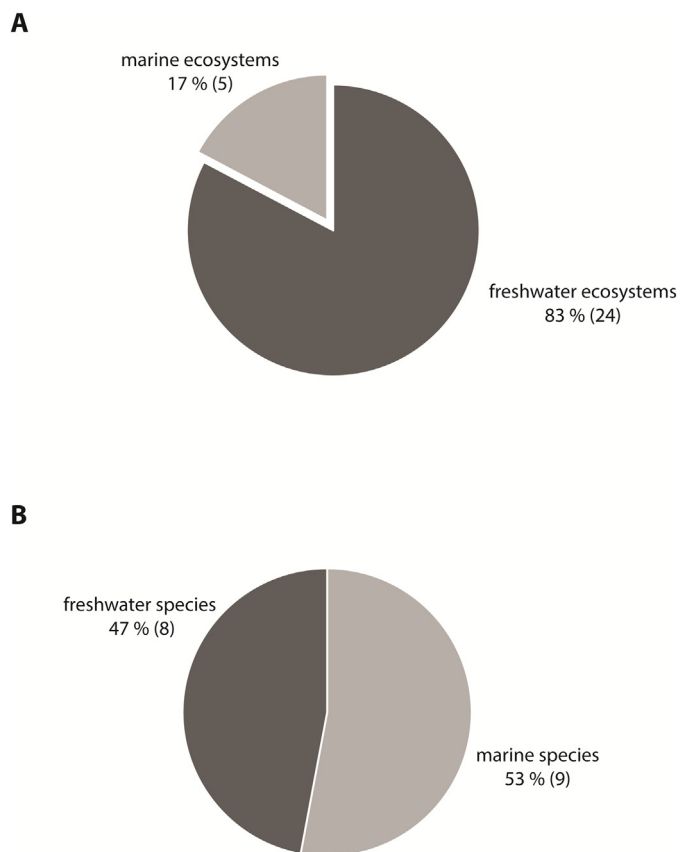 A
marine ecosystems
17 % (5)
freshwater ecosystems
83 % (24)
B
freshwater species
47 % (8)
marine species
53 % (9)